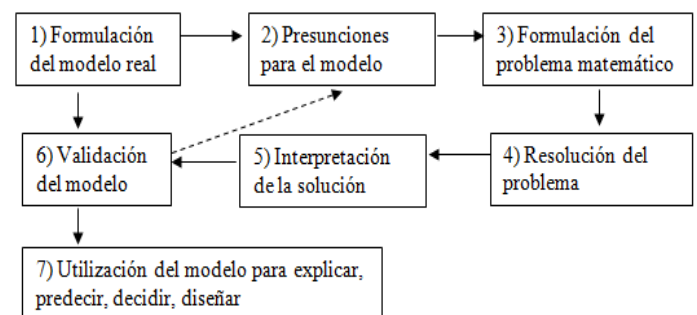 1) Formulación
del modelo real
2) Presunciones
para el modelo
3) Formulación del
problema matemático
6) Validación
del modelo
5) Interpretación
de la solución
4) Resolución del
problema
7) Utilización del modelo para explicar,
predecir, decidir, diseñar